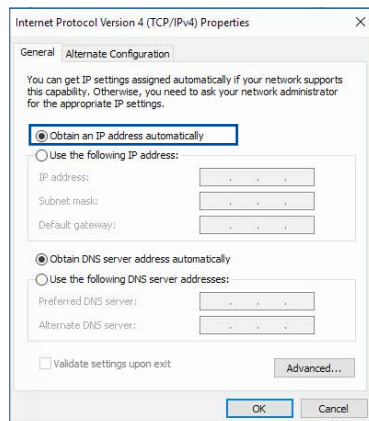 Internet Protocol Version 4 (TCP/IPv4) Properties
General
Alternate Configuration
You can get IP settings assigned automatically if your network supports
this capability. Otherwise, you need to ask your network administrator
for the appropriate IP settings.
Obtain an IP address automatically
Use the following IP address:
IP address:
Subnet mask:
Default gateway:
Obtain DNS server address automatically
Use the following DNS server addresses:
Preferred DNS server:
Alternate DNS server:
Validate settings upon exit
Advanced...
OK
Cancel